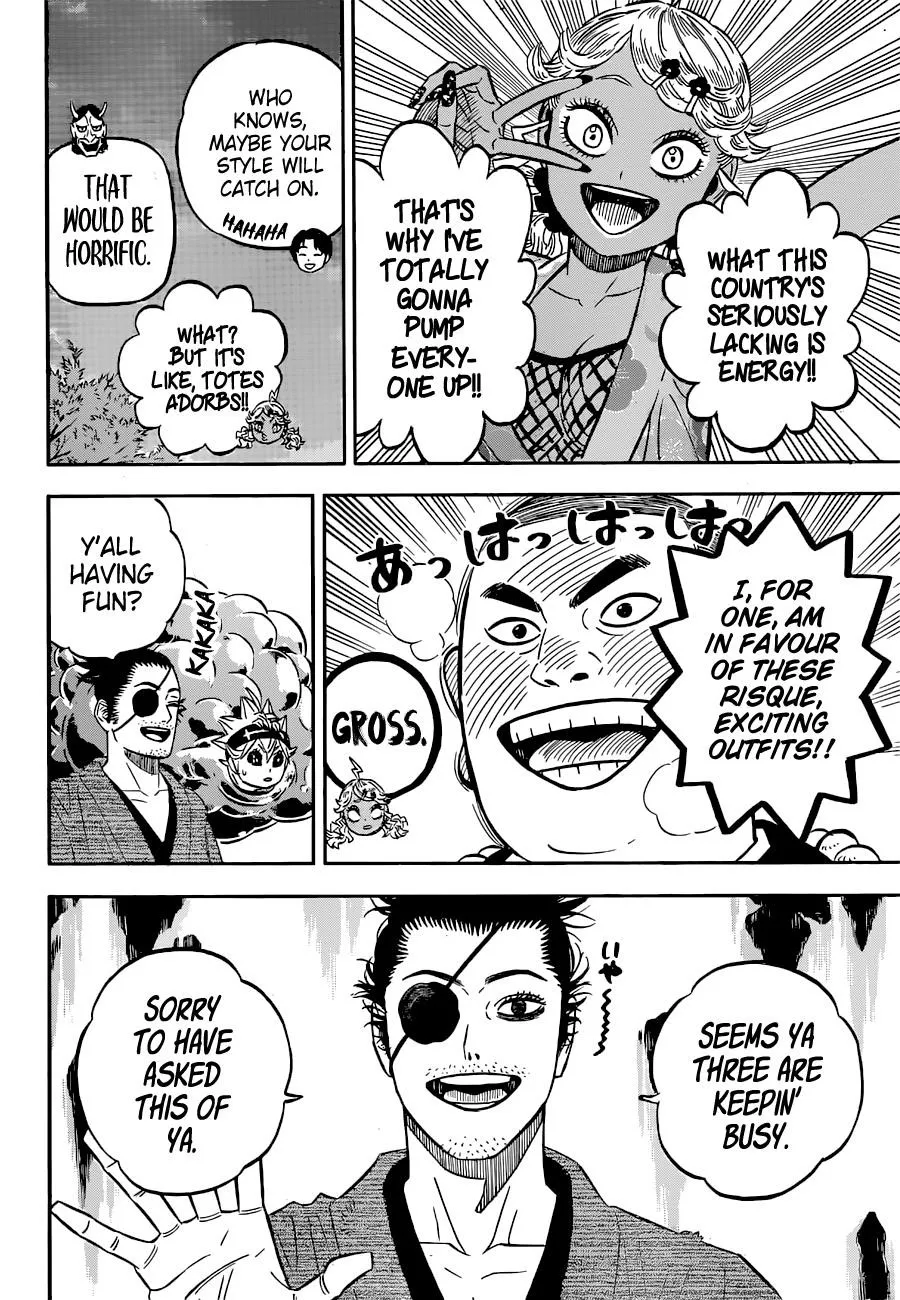 WHAT THIS
COUNTRY'S
SERIOUSLY
LACKING IS
ENERGY!!
THAT'S
WHY I'VE
TOTALLY
GONNA
PUMP
EVERY-
ONE UP!!
WHO
KNOWS,
MAYBE YOUR
STYLE WILL
CATCH ON.
HAHAHA
THAT
WOULD BE
HORRIFIC.
WHAT?
BUT IT'S
LIKE, TOTES
ADORBS!!
I, FOR
ONE, AM
IN FAVOUR
OF THESE
RISQUE,
EXCITING
OUTFITS!!
あっはっはっはっ
GROSS.
Y'ALL
HAVING
FUN?
KAKAKA
SEEMS YA
THREE ARE
KEEPIN'
BUSY.
いや〜〜
SORRY
TO HAVE
ASKED
THIS OF
YA.